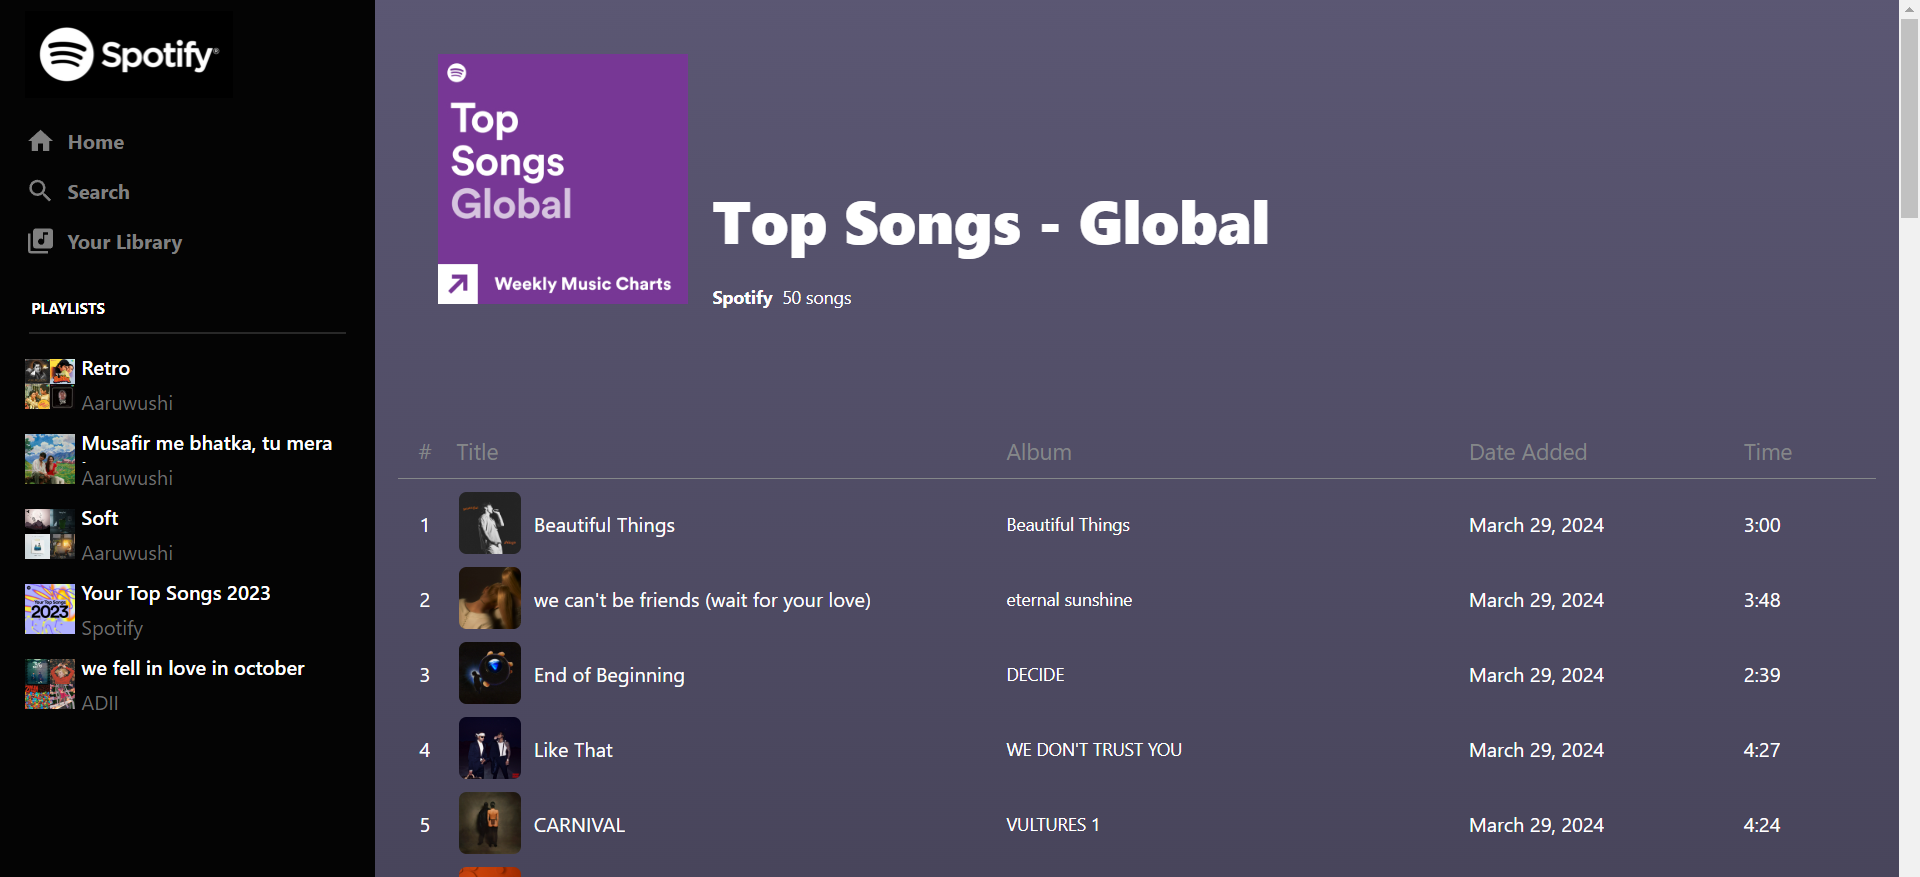 Spotify®
Home
Search
Your Library
PLAYLISTS
Retro
Aaruwushi
Musafir me bhatka, tu mera
Aaruwushi
Soft
Aaruwushi
Your Top Songs 2023
Spotify
we fell in love in october
ADII
Top
Songs
Global
Weekly Music Charts
Top Songs - Global
Spotify 50 songs
# Title Album Date Added Time
1 Beautiful Things Beautiful Things March 29, 2024 3:00
2 we can't be friends (wait for your love) eternal sunshine March 29, 2024 3:48
3 End of Beginning DECIDE March 29, 2024 2:39
4 Like That WE DON'T TRUST YOU March 29, 2024 4:27
5 CARNIVAL VULTURES 1 March 29, 2024 4:24